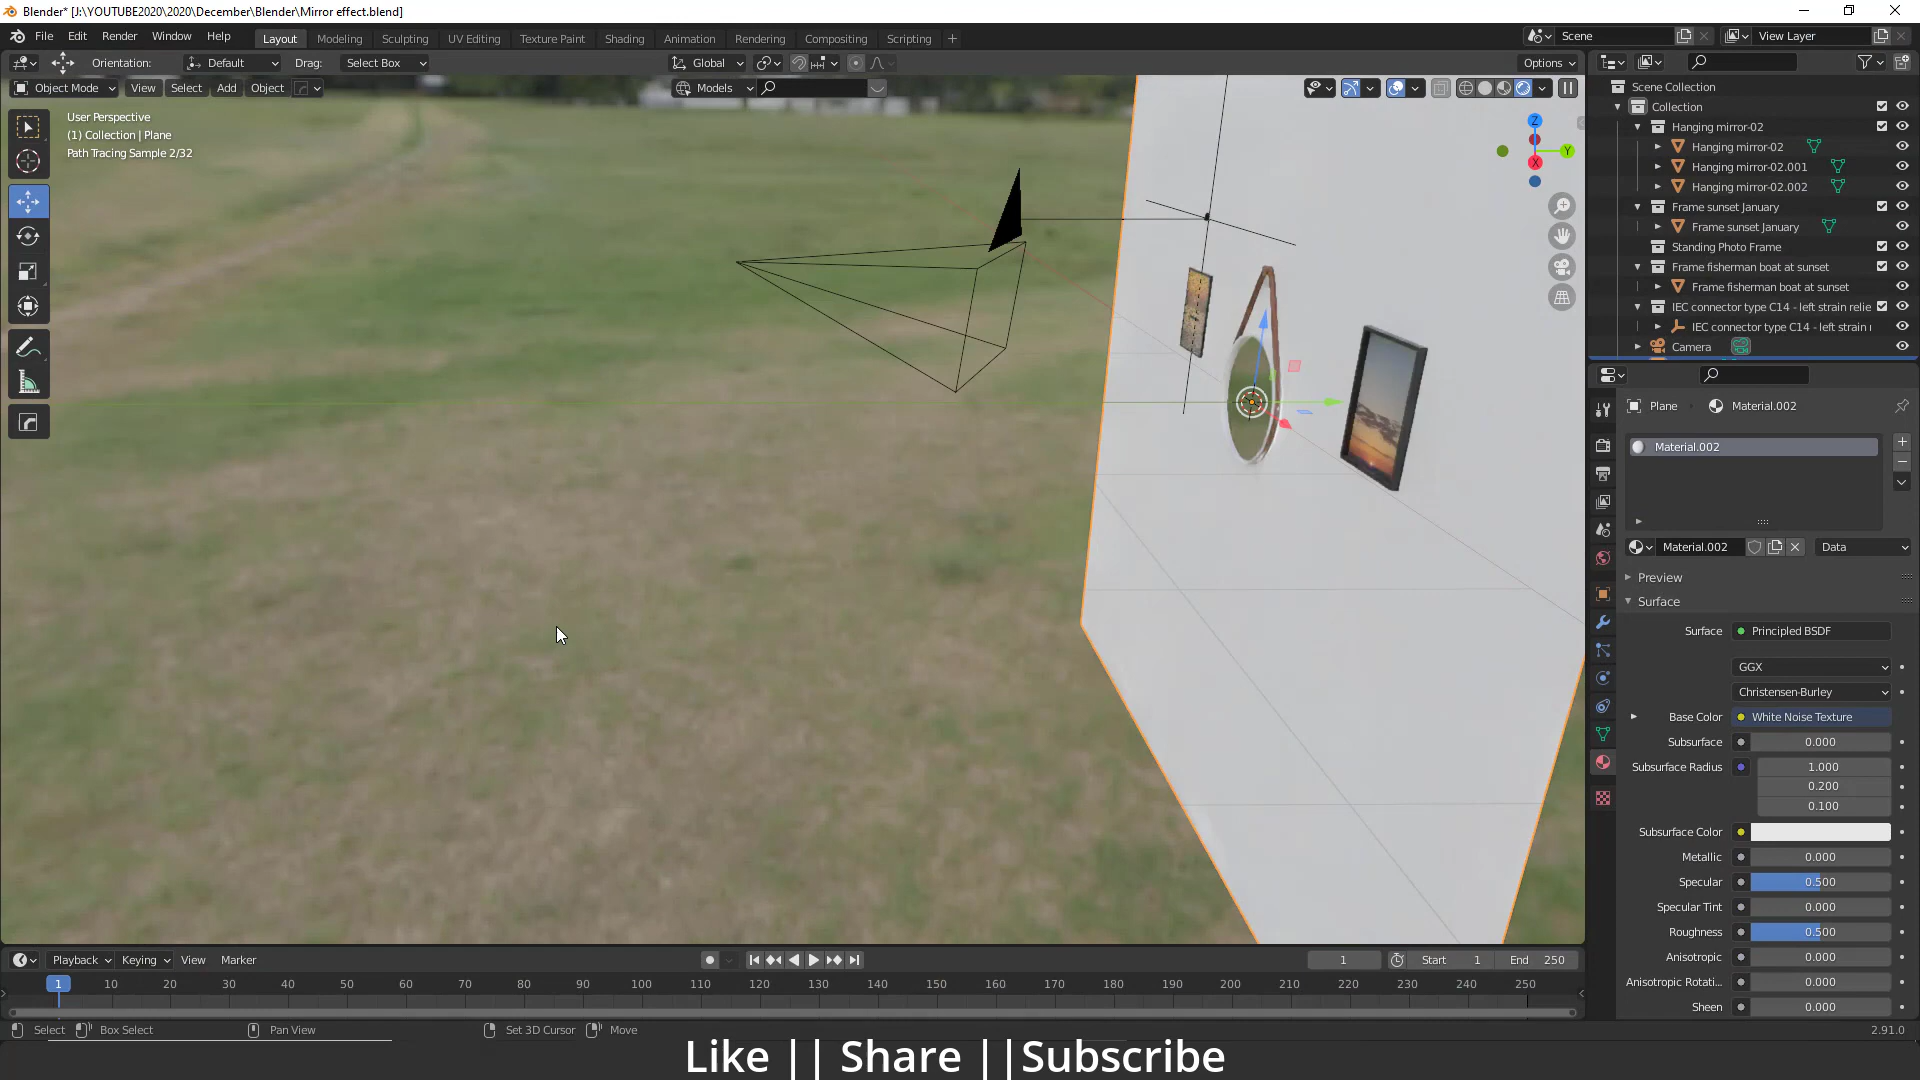 Blender* [J:\YOUTUBE2020\2020\December\Blender\Mirror effect.blend]
File Edit Render Window Help
Layout Modeling Sculpting UV Editing Texture Paint Shading Animation Rendering Compositing Scripting +
Scene
View Layer
Orientation: Default Drag: Select Box
Global
Options
Object Mode View Select Add Object
Models
User Perspective
(1) Collection | Plane
Path Tracing Sample 2/32
Z
Y
X
Scene Collection
Collection
Hanging mirror-02
Hanging mirror-02
Hanging mirror-02.001
Hanging mirror-02.002
Frame sunset January
Frame sunset January
Standing Photo Frame
Frame fisherman boat at sunset
Frame fisherman boat at sunset
IEC connector type C14 - left strain relie
IEC connector type C14 - left strain r
Camera
Plane Material.002
Material.002
Material.002 Data
Preview
Surface
Surface Principled BSDF
GGX
Christensen-Burley
Base Color White Noise Texture
Subsurface 0.000
Subsurface Radius 1.000
0.200
0.100
Subsurface Color
Metallic 0.000
Specular 0.500
Specular Tint 0.000
Roughness 0.500
Anisotropic 0.000
Anisotropic Rotati... 0.000
Sheen 0.000
Playback Keying View Marker
1 Start 1 End 250
1 10 20 30 40 50 60 70 80 90 100 110 120 130 140 150 160 170 180 190 200 210 220 230 240 250
Select Box Select Pan View Set 3D Cursor Move
2.91.0
Like || Share ||Subscribe